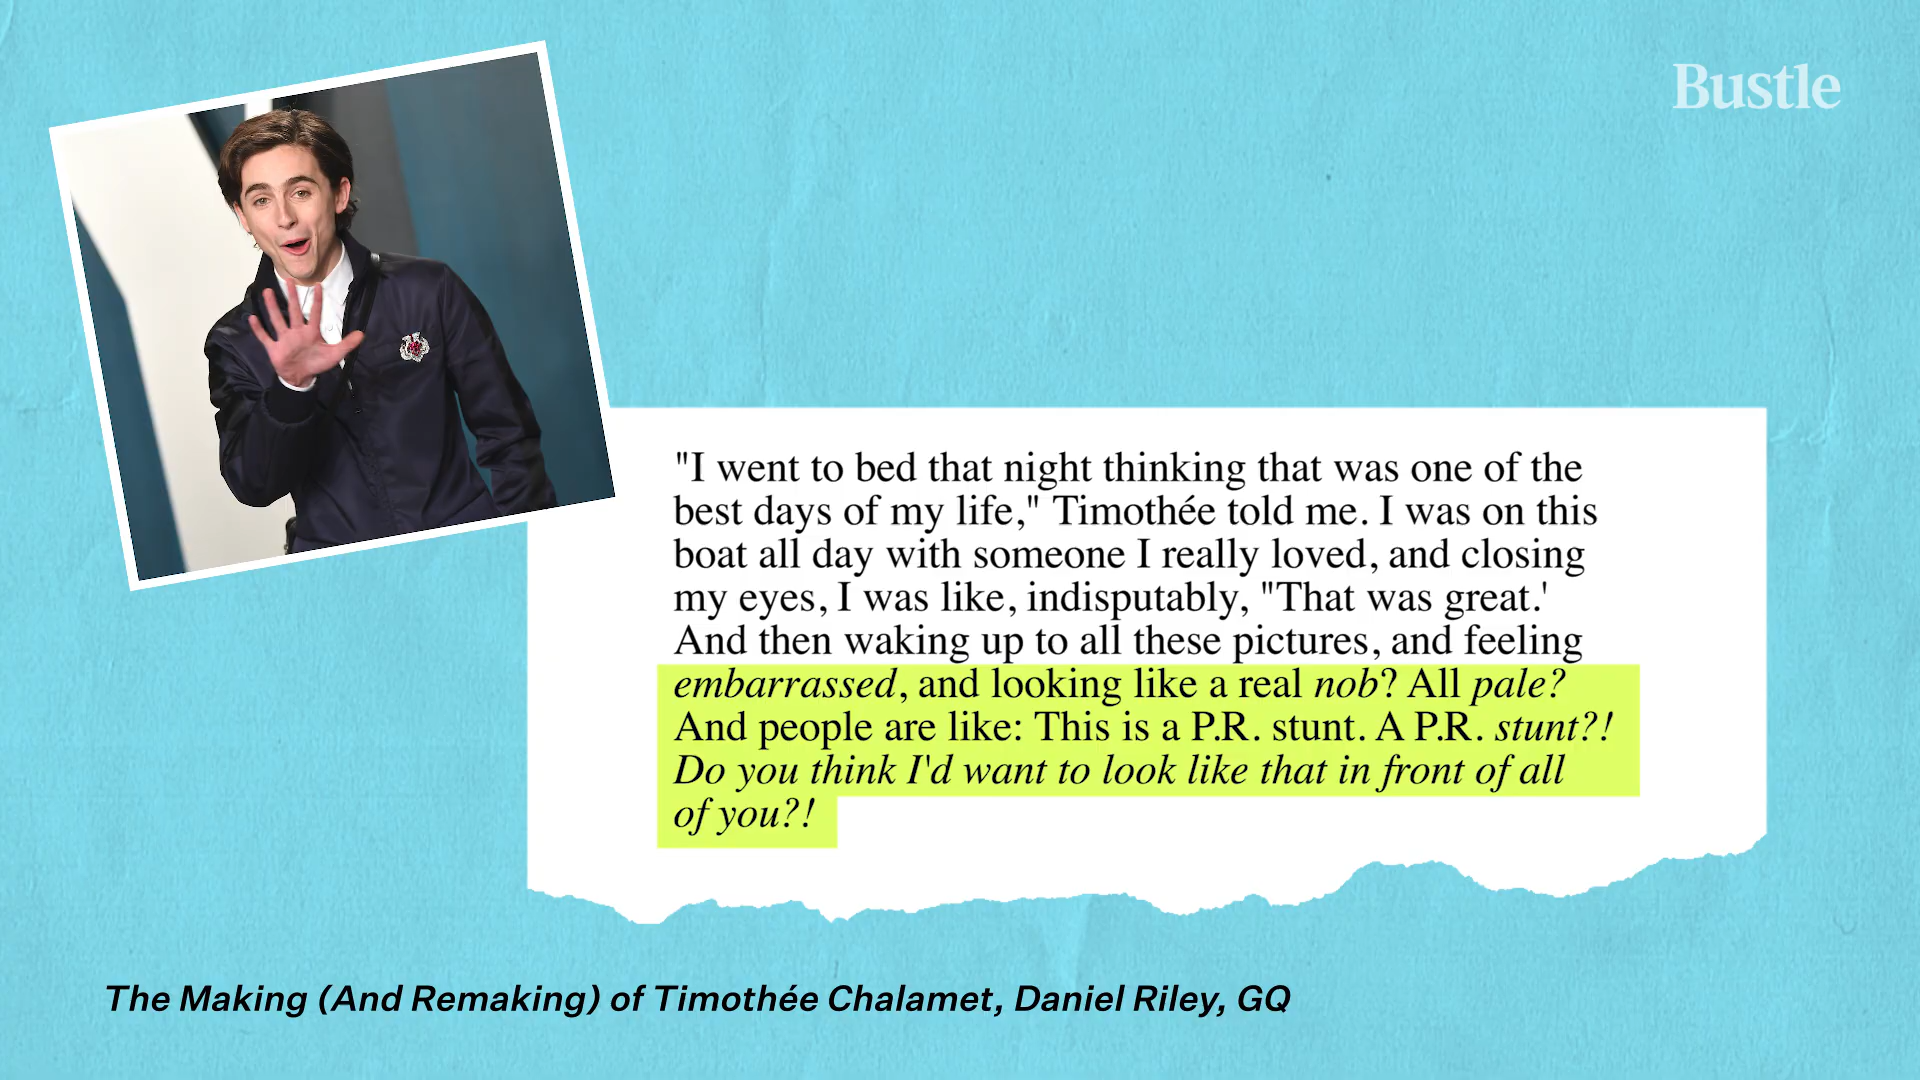 Bustle
"I went to bed that night thinking that was one of the
best days of my life," Timothée told me. I was on this
boat all day with someone I really loved, and closing
my eyes, I was like, indisputably, "That was great.'
And then waking up to all these pictures, and feeling
embarrassed, and looking like a real nob? All pale?
And people are like: This is a P.R. stunt. A P.R. stunt?!
Do you think I'd want to look like that in front of all
of you?!
The Making (And Remaking) of Timothée Chalamet, Daniel Riley, GQ